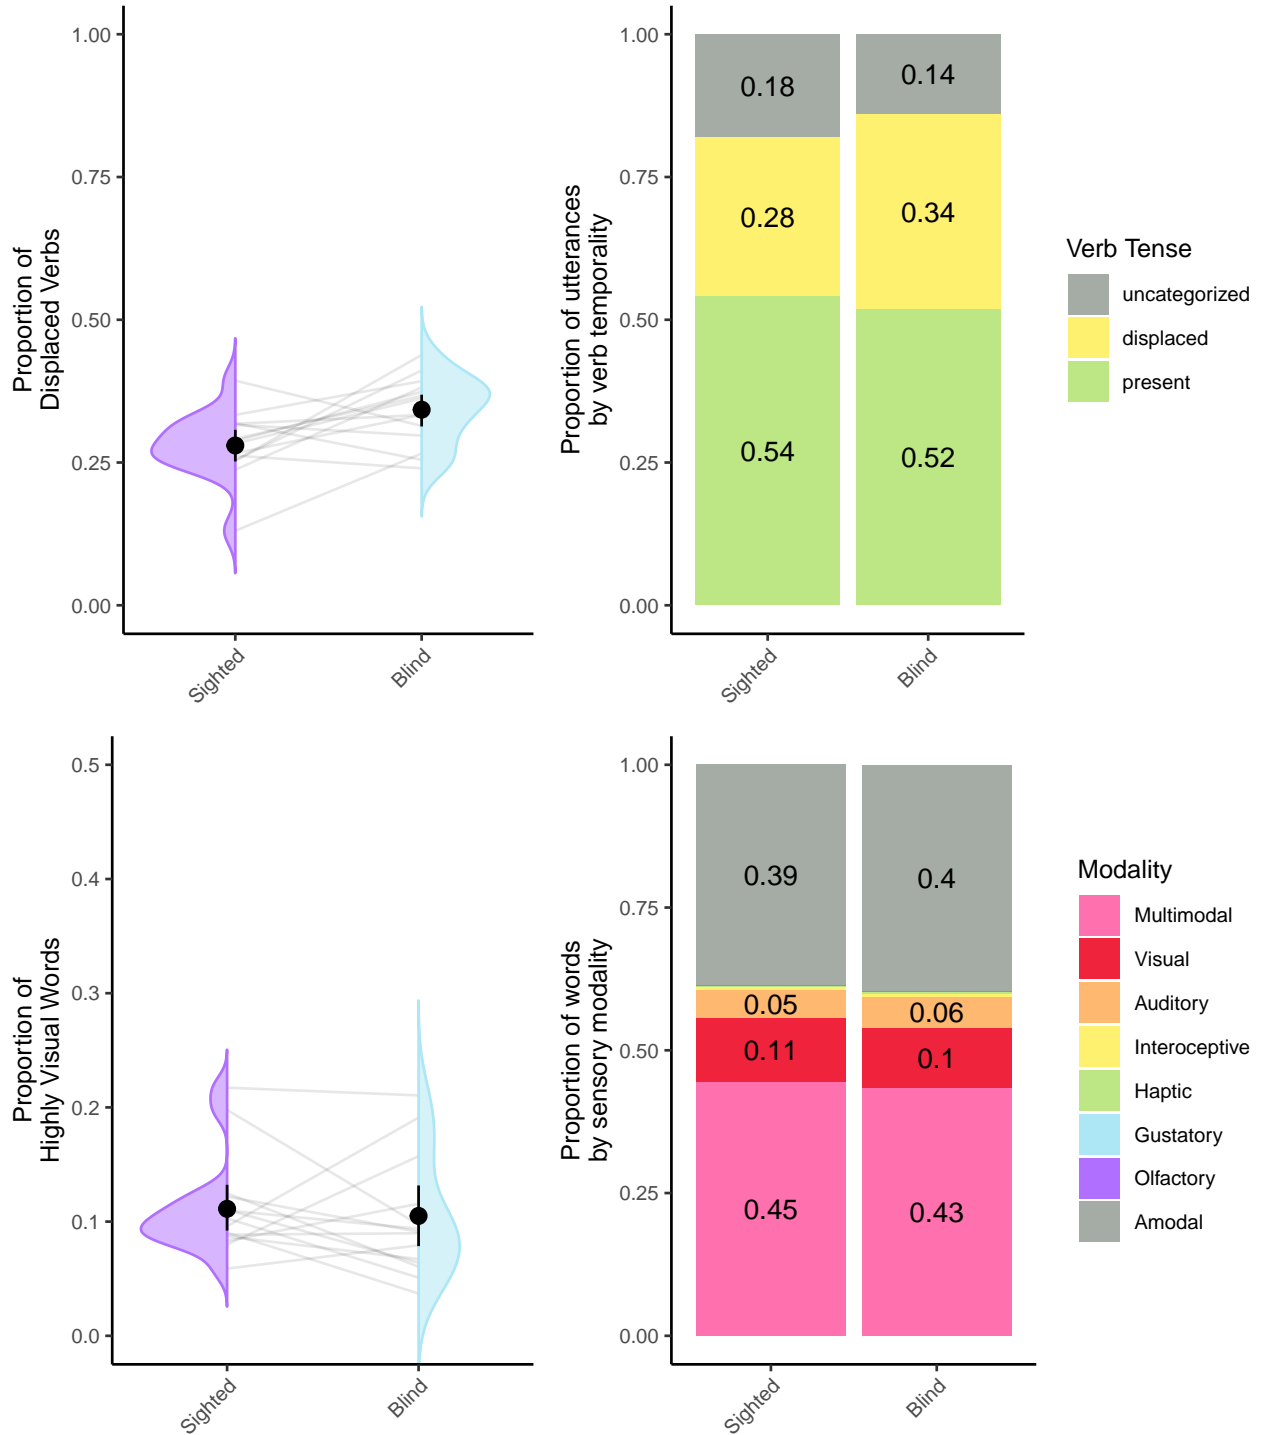 Proportion of
Displaced Verbs
1.00
0.75
0.50
0.25
0.00
Sighted
Blind
Proportion of utterances
by verb temporality
1.00
0.75
0.50
0.25
0.00
0.18
0.14
0.28
0.34
0.54
0.52
Sighted
Blind
Verb Tense
uncategorized
displaced
present
Proportion of
Highly Visual Words
0.5
0.4
0.3
0.2
0.1
0.0
Sighted
Blind
Proportion of words
by sensory modality
1.00
0.75
0.50
0.25
0.00
0.39
0.4
0.05
0.06
0.11
0.1
0.45
0.43
Sighted
Blind
Modality
Multimodal
Visual
Auditory
Interoceptive
Haptic
Gustatory
Olfactory
Amodal